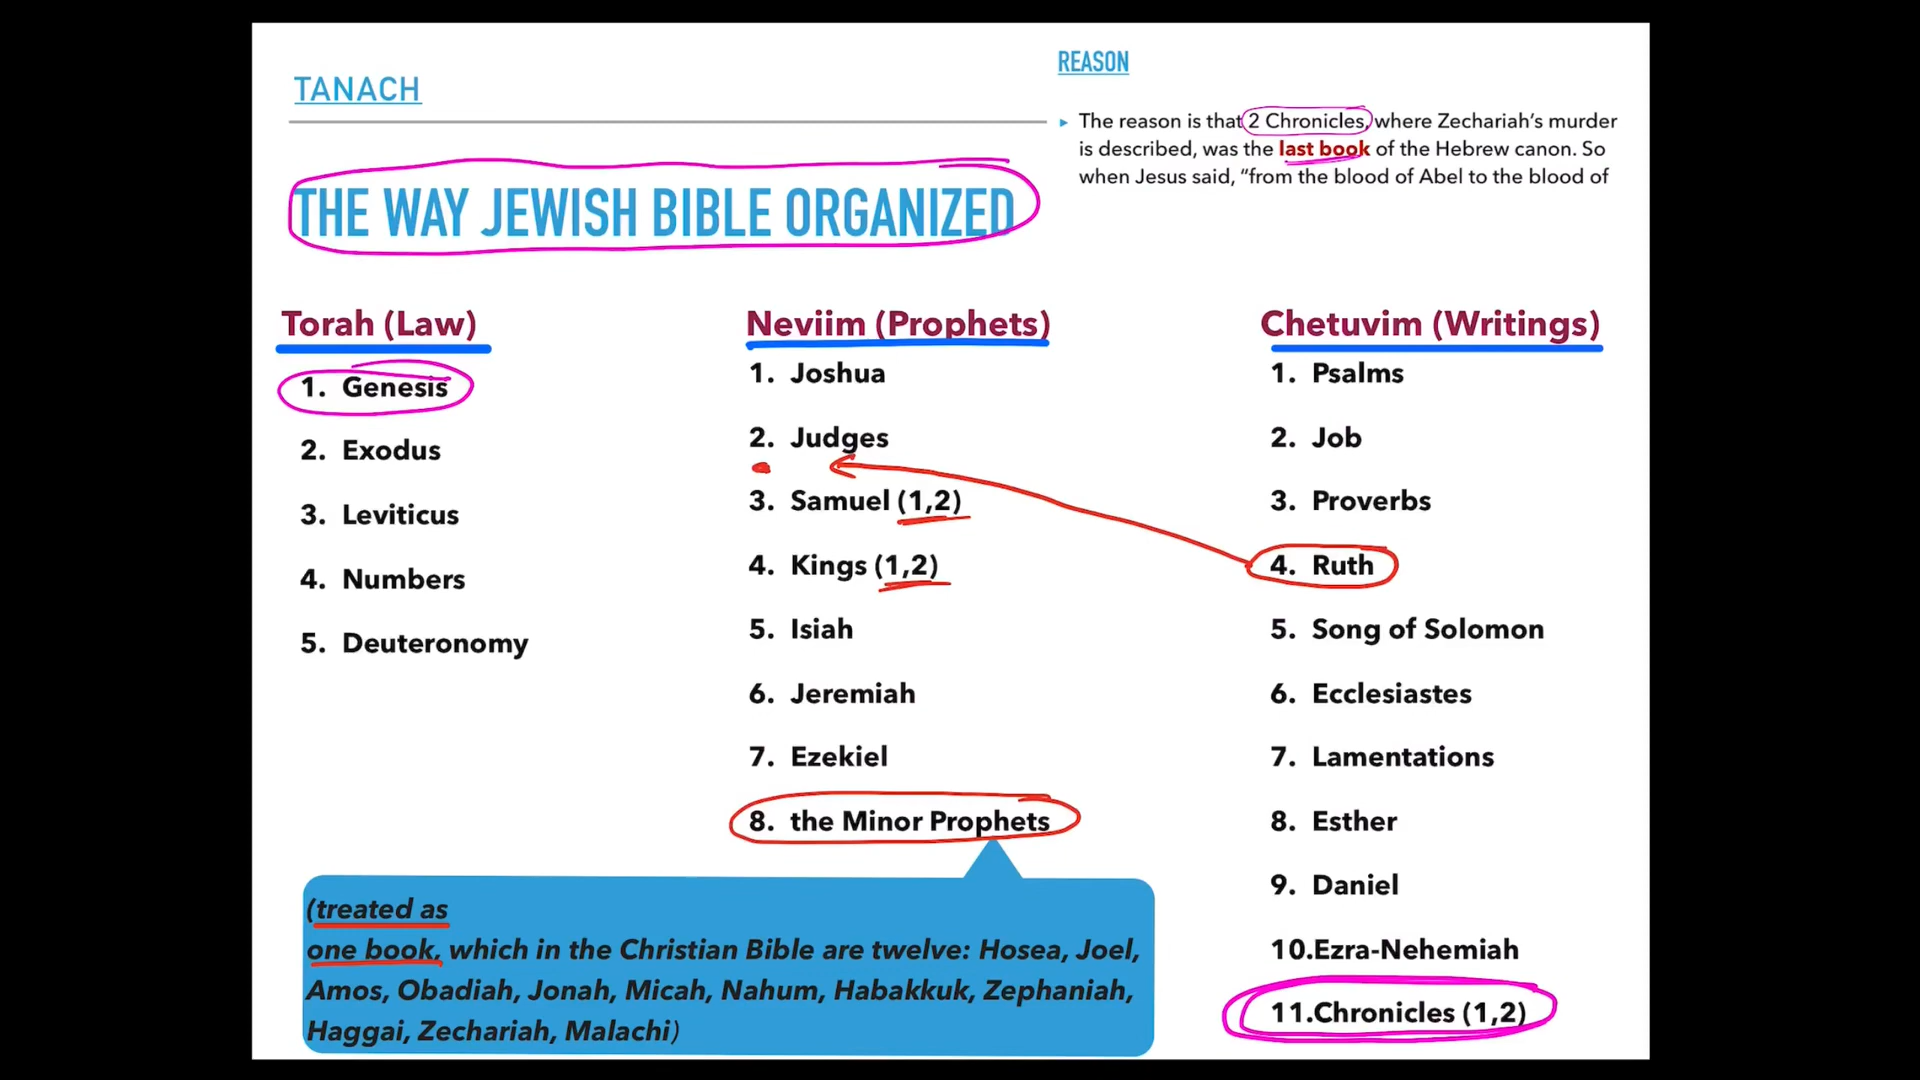 TANACH
THE WAY JEWISH BIBLE ORGANIZED
REASON
▸ The reason is that 2 Chronicles, where Zechariah's murder
is described, was the last book of the Hebrew canon. So
when Jesus said, "from the blood of Abel to the blood of
Torah (Law)
1. Genesis
2. Exodus
3. Leviticus
4. Numbers
5. Deuteronomy
Neviim (Prophets)
1. Joshua
2. Judges
3. Samuel (1,2)
4. Kings (1,2)
5. Isiah
6. Jeremiah
7. Ezekiel
8. the Minor Prophets
(treated as
one book, which in the Christian Bible are twelve: Hosea, Joel,
Amos, Obadiah, Jonah, Micah, Nahum, Habakkuk, Zephaniah,
Haggai, Zechariah, Malachi)
Chetuvim (Writings)
1. Psalms
2. Job
3. Proverbs
4. Ruth
5. Song of Solomon
6. Ecclesiastes
7. Lamentations
8. Esther
9. Daniel
10.Ezra-Nehemiah
11.Chronicles (1,2)